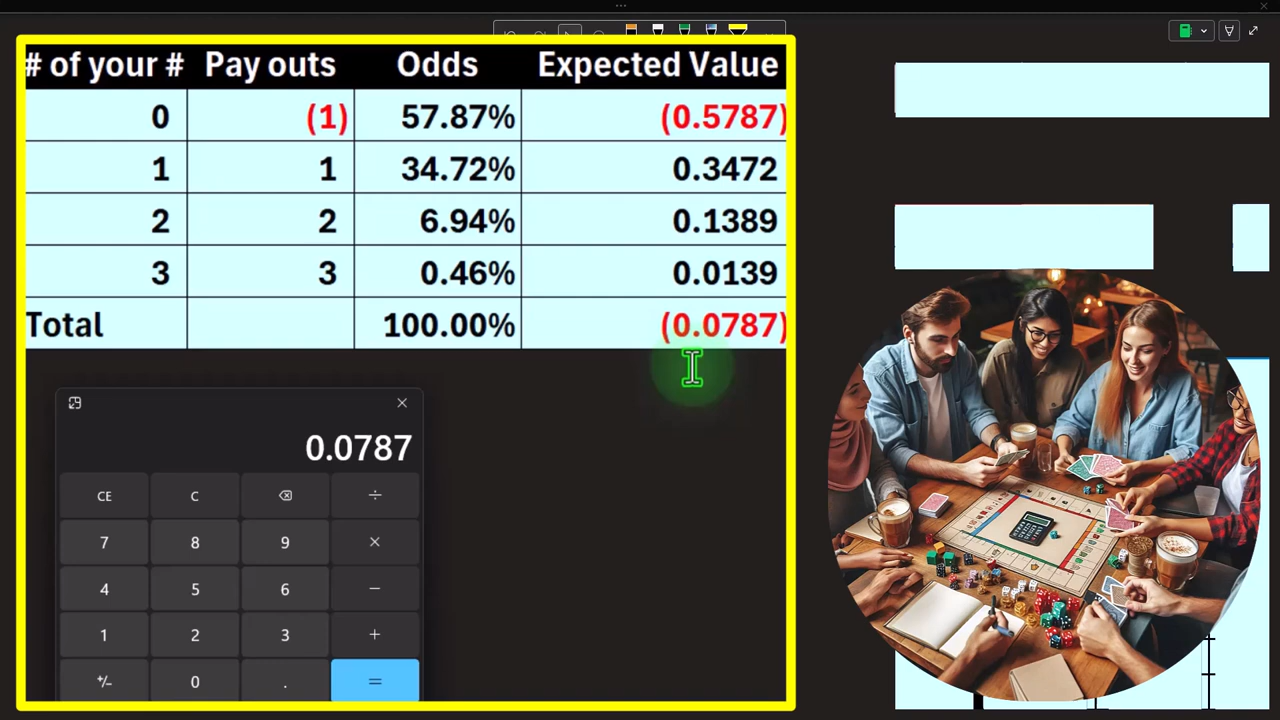 # of your # Pay outs Odds Expected Value
0 (1) 57.87% (0.5787)
1 1 34.72% 0.3472
2 2 6.94% 0.1389
3 3 0.46% 0.0139
Total 100.00% (0.0787)
0.0787
CE C ÷
7 8 9 ×
4 5 6 −
1 2 3 +
+/− 0 . =